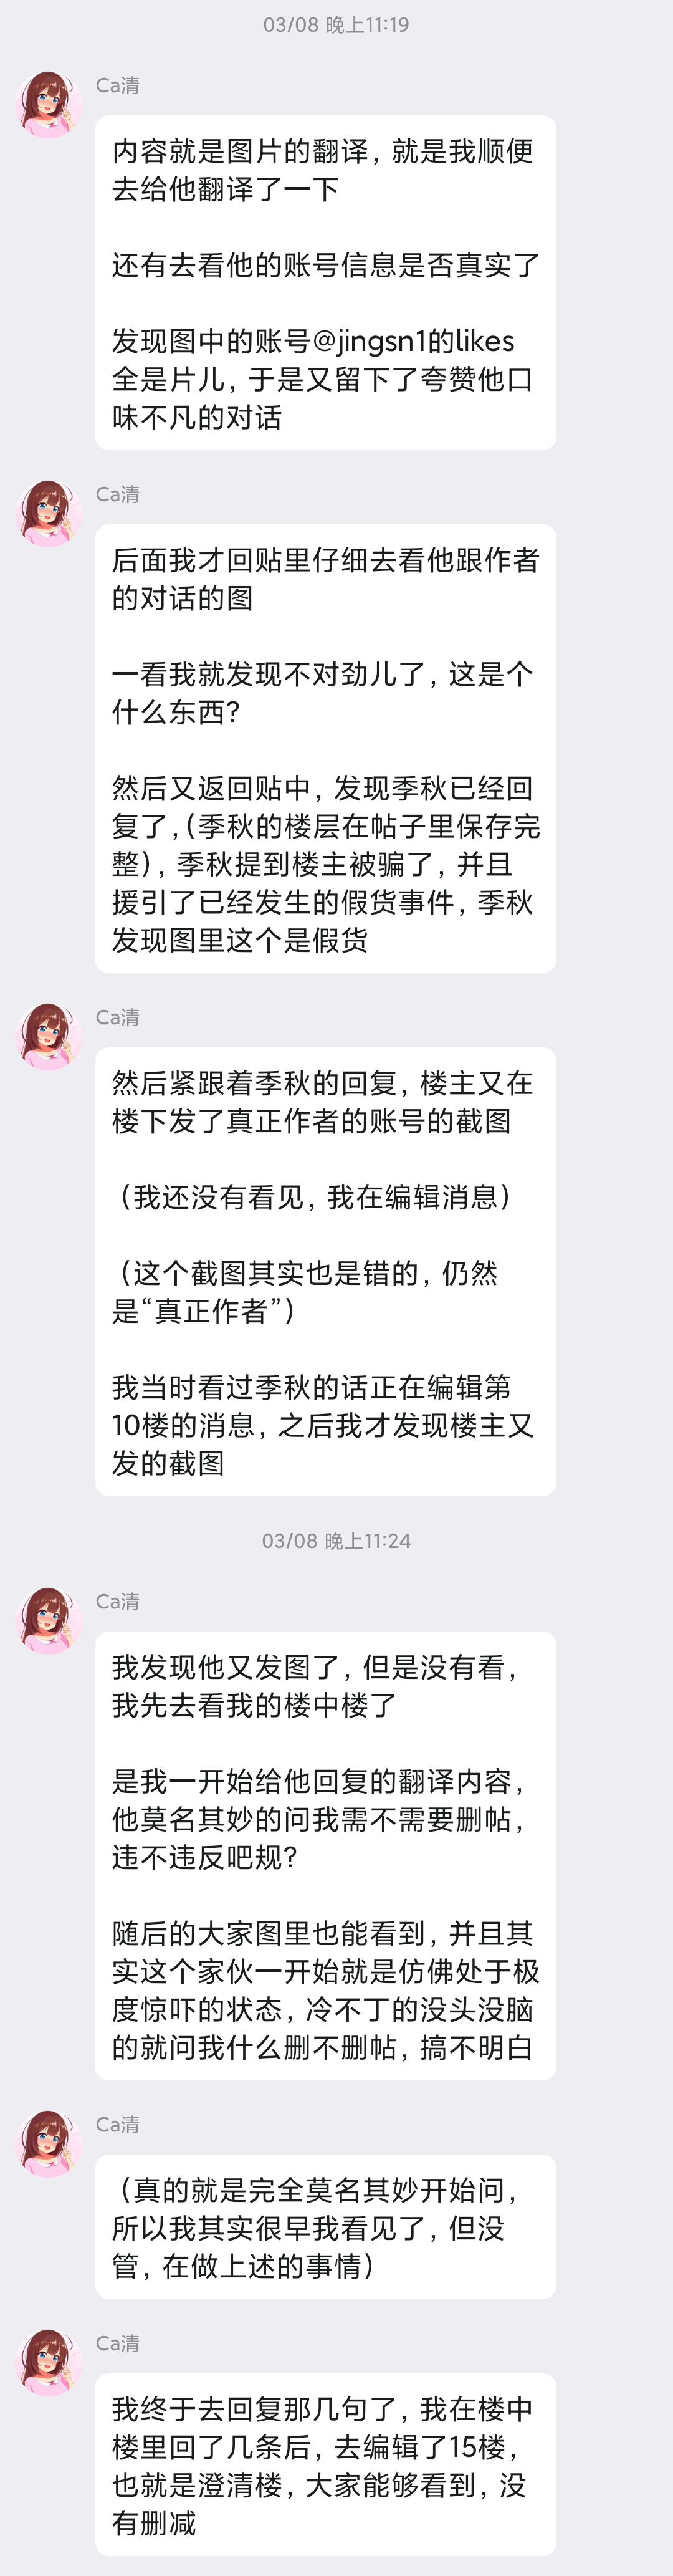 03/08 晚上11:19
Ca清
内容就是图片的翻译，就是我顺便
去给他翻译了一下
还有去看他的账号信息是否真实了
发现图中的账号@jingsn1的likes
全是片儿，于是又留下了夸赞他口
味不凡的对话
Ca清
后面我才回贴里仔细去看他跟作者
的对话的图
一看我就发现不对劲儿了，这是个
什么东西？
然后又返回贴中，发现季秋已经回
复了，（季秋的楼层在帖子里保存完
整），季秋提到楼主被骗了，并且
援引了已经发生的假货事件，季秋
发现图里这个是假货
Ca清
然后紧跟着季秋的回复，楼主又在
楼下发了真正作者的账号的截图
（我还没有看见，我在编辑消息）
（这个截图其实也是错的，仍然
是“真正作者”）
我当时看过季秋的话正在编辑第
10楼的消息，之后我才发现楼主又
发的截图
03/08 晚上11:24
Ca清
我发现他又发图了，但是没有看，
我先去看我的楼中楼了
是我一开始给他回复的翻译内容，
他莫名其妙的问我需不需要删帖，
违不违反吧规？
随后的大家图里也能看到，并且其
实这个家伙一开始就是仿佛处于极
度惊吓的状态，冷不丁的没头没脑
的就问我什么删不删帖，搞不明白
Ca清
（真的就是完全莫名其妙开始问，
所以我其实很早我看见了，但没
管，在做上述的事情）
Ca清
我终于去回复那几句了，我在楼中
楼里回了几条后，去编辑了15楼，
也就是澄清楼，大家能够看到，没
有删减